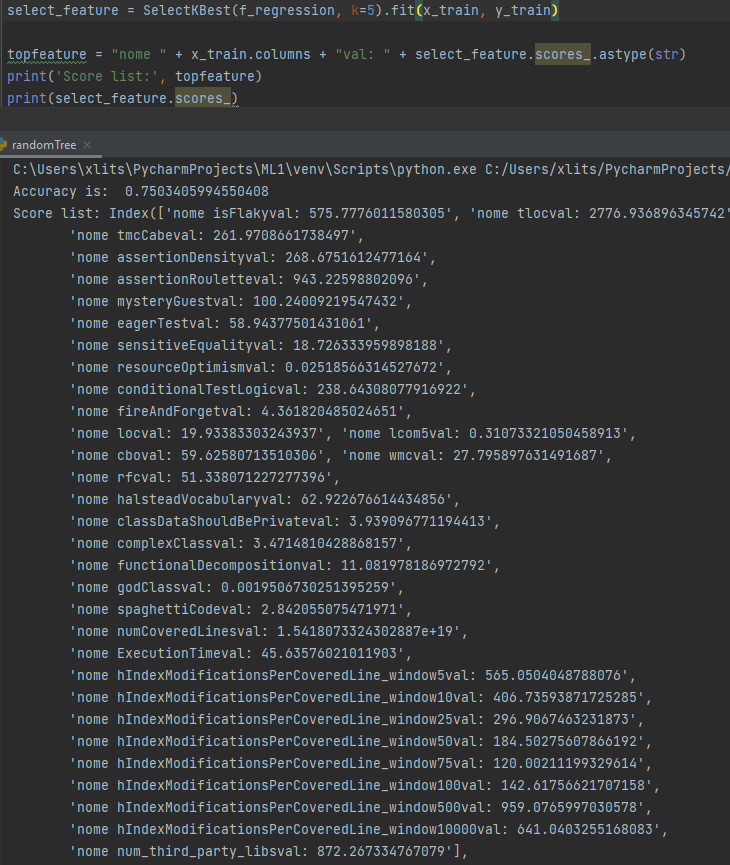 select_feature = SelectKBest(f_regression, k=5).fit(x_train, y_train)
topfeature = "nome " + x_train.columns + "val: " + select_feature.scores_.astype(str)
print('Score list:', topfeature)
print(select_feature.scores_)
randomTree
C:\Users\xlits\PycharmProjects\ML1\venv\Scripts\python.exe C:/Users/xlits/PycharmProjects/
Accuracy is:  0.7503405994550408
Score list: Index(['nome isFlakyval: 575.7776011580305', 'nome tlocval: 2776.936896345742'
'nome tmcCabeval: 261.9708661738497',
'nome assertionDensityval: 268.6751612477164',
'nome assertionRouletteval: 943.22598802096',
'nome mysteryGuestval: 100.24009219547432',
'nome eagerTestval: 58.94377501431061',
'nome sensitiveEqualityval: 18.726333959898188',
'nome resourceOptimismval: 0.02518566314527672',
'nome conditionalTestLogicval: 238.64308077916922',
'nome fireAndForgetval: 4.361820485024651',
'nome locval: 19.93383303243937', 'nome lcom5val: 0.31073321050458913',
'nome cboval: 59.62580713510306', 'nome wmcval: 27.795897631491687',
'nome rfcval: 51.338071227277396',
'nome halsteadVocabularyval: 62.922676614434856',
'nome classDataShouldBePrivateval: 3.939096771194413',
'nome complexClassval: 3.4714810428868157',
'nome functionalDecompositionval: 11.081978186972792',
'nome godClassval: 0.0019506730251395259',
'nome spaghettiCodeval: 2.842055075471971',
'nome numCoveredLinesval: 1.5418073324302887e+19',
'nome ExecutionTimeval: 45.63576021011903',
'nome hIndexModificationsPerCoveredLine_window5val: 565.0504048788076',
'nome hIndexModificationsPerCoveredLine_window10val: 406.73593871725285',
'nome hIndexModificationsPerCoveredLine_window25val: 296.9067463231873',
'nome hIndexModificationsPerCoveredLine_window50val: 184.50275607866192',
'nome hIndexModificationsPerCoveredLine_window75val: 120.00211199329614',
'nome hIndexModificationsPerCoveredLine_window100val: 142.61756621707158',
'nome hIndexModificationsPerCoveredLine_window500val: 959.0765997030578',
'nome hIndexModificationsPerCoveredLine_window10000val: 641.0403255168083',
'nome num_third_party_libsval: 872.267334767079'],